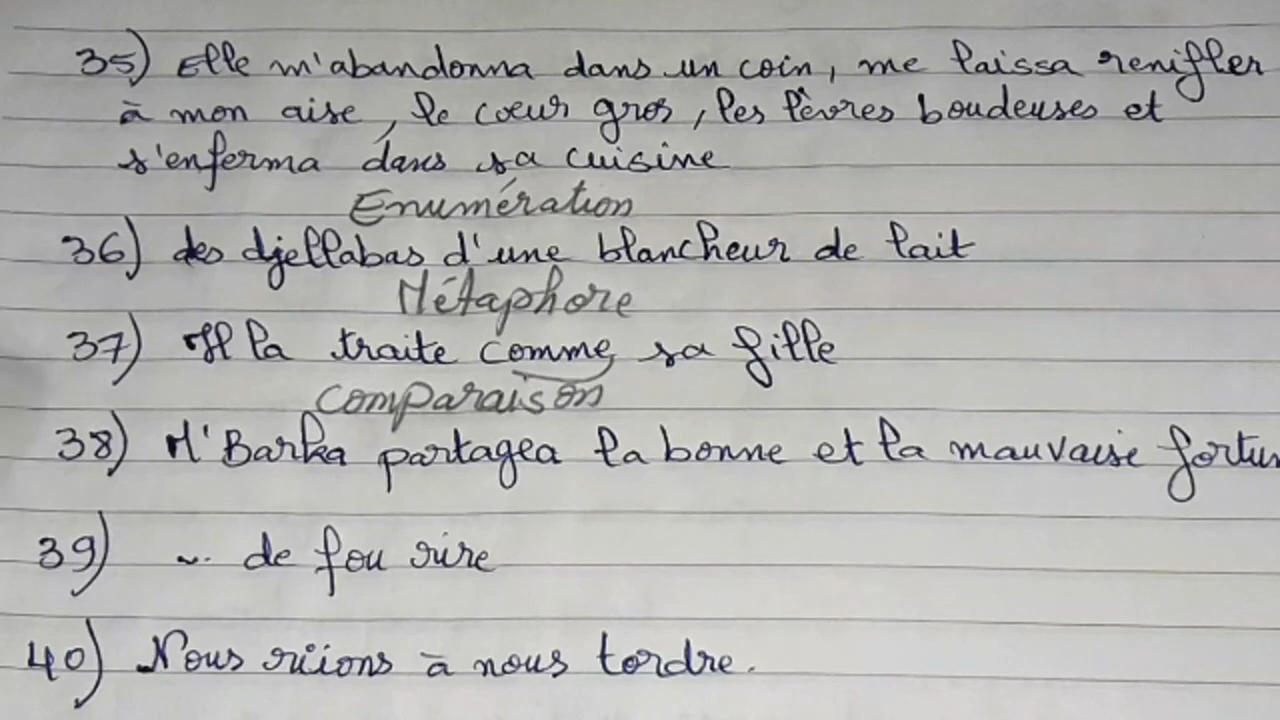 35) Elle m'abandonna dans un coin, me laissa renifler
à mon aise, le cœur gros, les lèvres boudeuses et
s'enferma dans sa cuisine
Enumération
36) des djellabas d'une blancheur de lait
Métaphore
37) Il la traite comme sa fille
comparaison
38) M'Barka partagea la bonne et la mauvaise fortun
39) ... de fou rire
40) Nous riions à nous tordre.